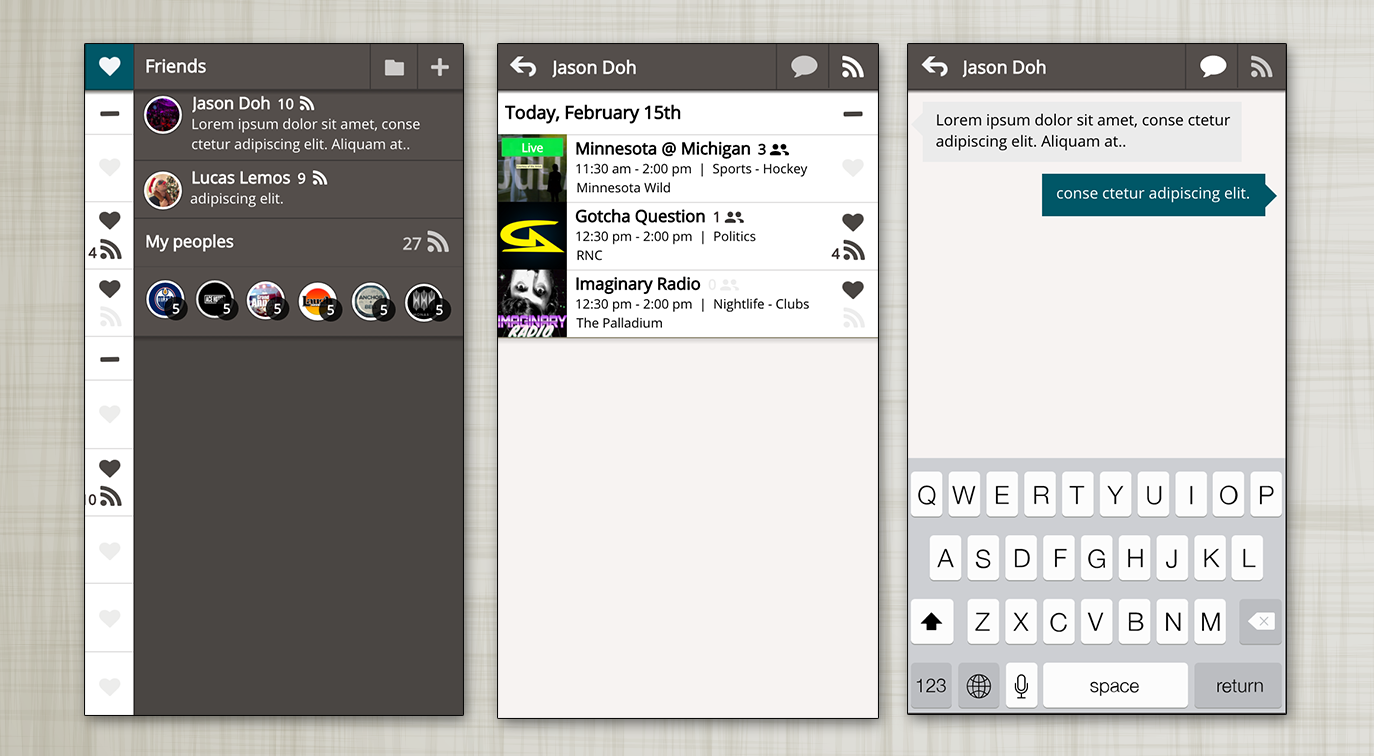 Friends
Jason Doh 10
Lorem ipsum dolor sit amet, conse
ctetur adipiscing elit. Aliquam at..
Lucas Lemos 9
adipiscing elit.
My peoples 27
5 5 5 5 5 5
4
Jason Doh
Today, February 15th
Live
Minnesota @ Michigan 3
11:30 am - 2:00 pm | Sports - Hockey
Minnesota Wild
Gotcha Question 1
12:30 pm - 2:00 pm | Politics
RNC
4
Imaginary Radio 0
12:30 pm - 2:00 pm | Nightlife - Clubs
The Palladium
IMAGINARY
RADIO
Jason Doh
Lorem ipsum dolor sit amet, conse ctetur
adipiscing elit. Aliquam at..
conse ctetur adipiscing elit.
Q W E R T Y U I O P
A S D F G H J K L
Z X C V B N M
123 space return